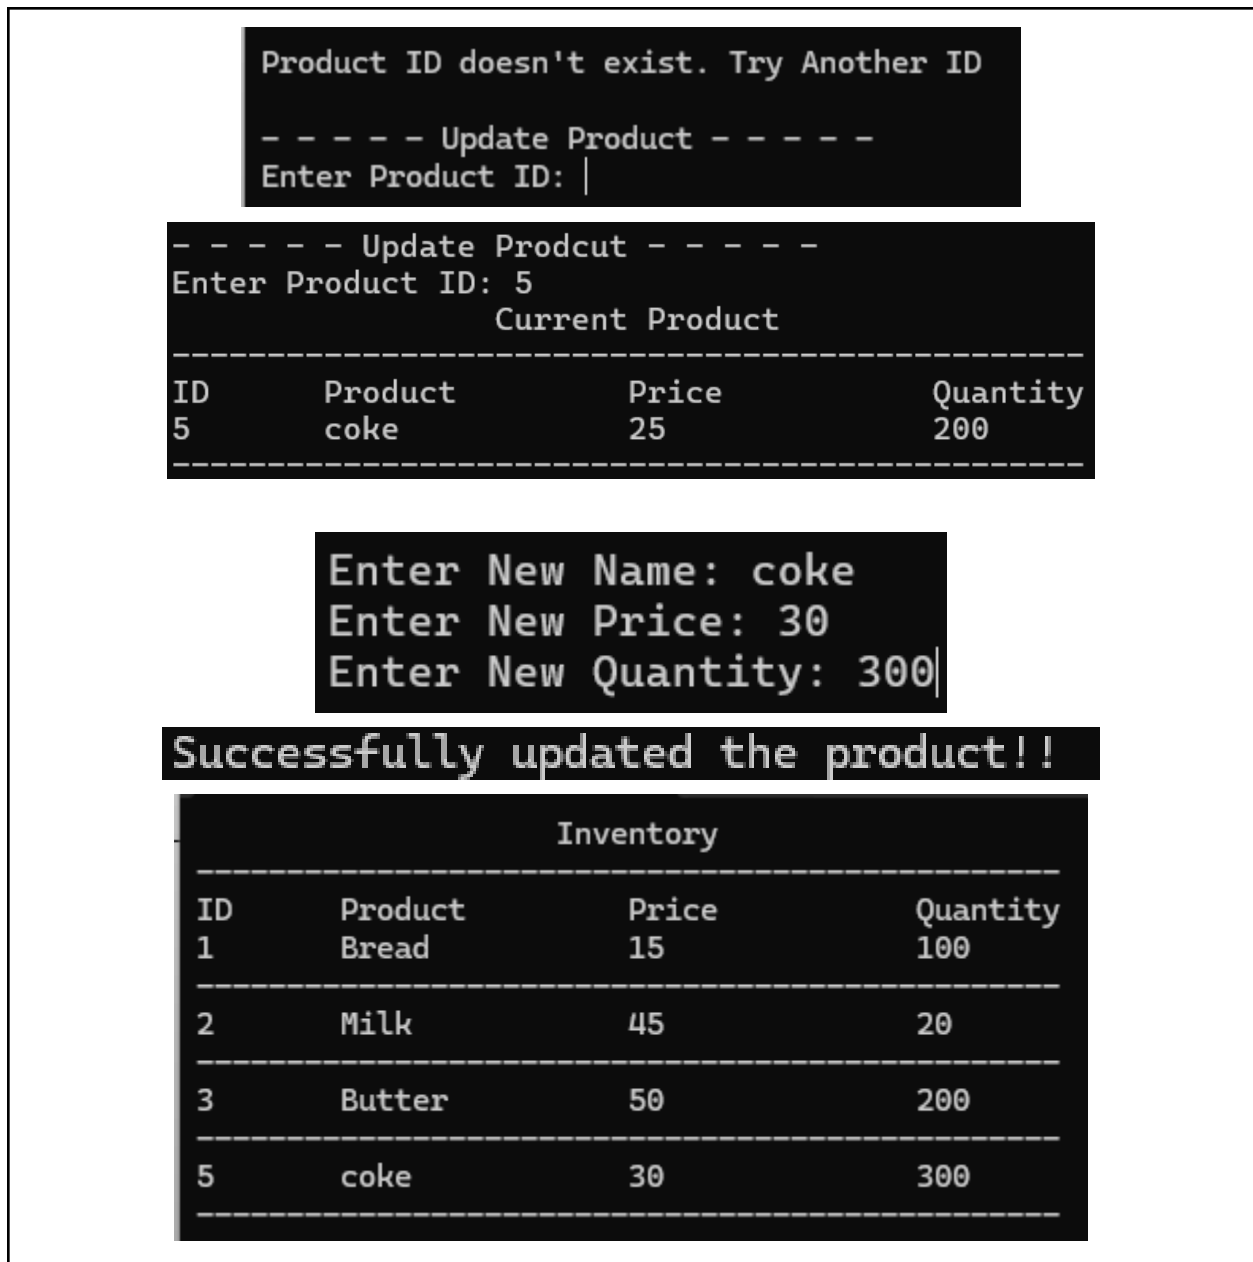 Product ID doesn't exist. Try Another ID
- - - - - Update Product - - - - -
Enter Product ID:
- - - - - Update Prodcut - - - - -
Enter Product ID: 5
Current Product
------------------------------------------------
ID Product Price Quantity
5 coke 25 200
------------------------------------------------
Enter New Name: coke
Enter New Price: 30
Enter New Quantity: 300
Successfully updated the product!!
Inventory
------------------------------------------------
ID Product Price Quantity
1 Bread 15 100
------------------------------------------------
2 Milk 45 20
------------------------------------------------
3 Butter 50 200
------------------------------------------------
5 coke 30 300
------------------------------------------------